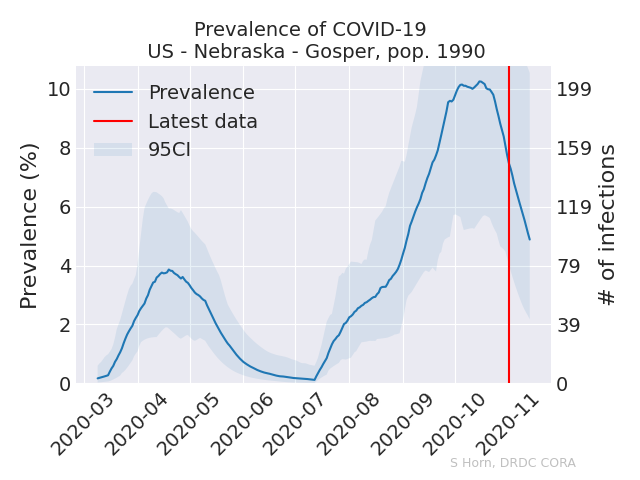 Prevalence of COVID-19
US - Nebraska - Gosper, pop. 1990
Prevalence
Latest data
95CI
Prevalence (%)
10
8
6
4
2
0
199
159
119
79
39
0
# of infections
2020-03
2020-04
2020-05
2020-06
2020-07
2020-08
2020-09
2020-10
2020-11
S Horn, DRDC CORA